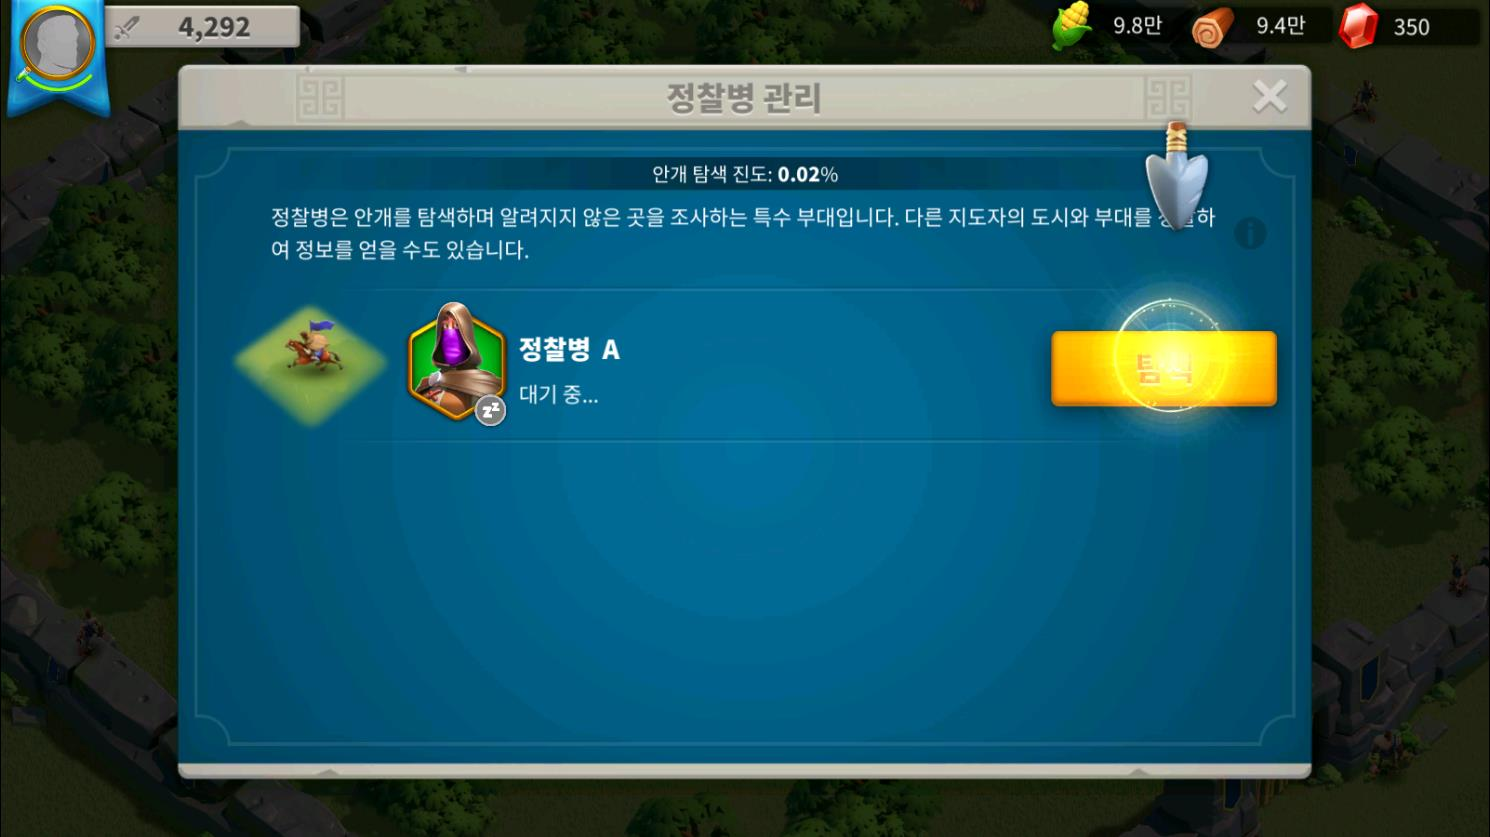 4,292
9.8만
9.4만
350
정찰병 관리
안개 탐색 진도: 0.02%
정찰병은 안개를 탐색하며 알려지지 않은 곳을 조사하는 특수 부대입니다. 다른 지도자의 도시와 부대를
여 정보를 얻을 수도 있습니다.
정찰병 A
대기 중...
zz
탐색